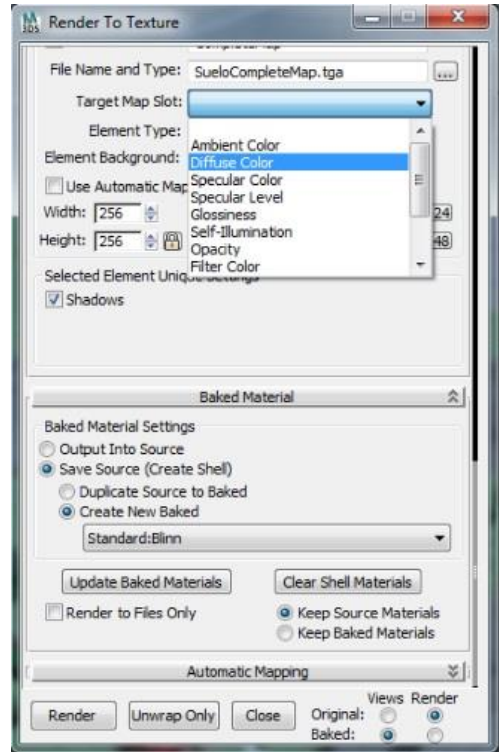 3DS Render To Texture
CompleteMap
File Name and Type: SueloCompleteMap.tga ...
Target Map Slot:
Element Type:
Ambient Color
Element Background: Diffuse Color
Use Automatic Map Specular Color
Specular Level
Width: 256 Glossiness 24
Self-Illumination
Height: 256 Opacity 48
Filter Color
Selected Element Unique Settings
Shadows
Baked Material
Baked Material Settings
Output Into Source
Save Source (Create Shell)
Duplicate Source to Baked
Create New Baked
Standard:Blinn
Update Baked Materials Clear Shell Materials
Render to Files Only Keep Source Materials
Keep Baked Materials
Automatic Mapping
Views Render
Render Unwrap Only Close Original:
Baked: